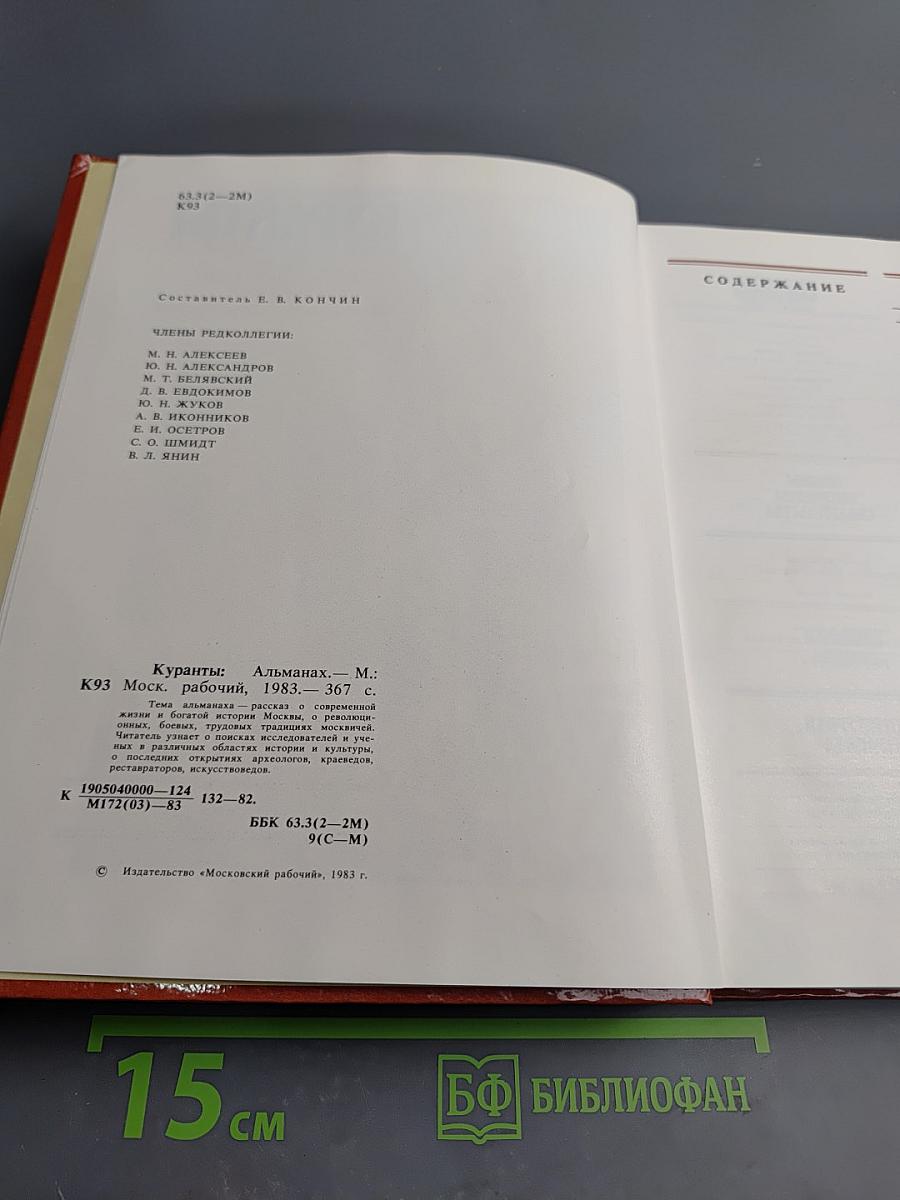 63.3(2—2М)
К93
Составитель Е. В. КОНЧИН
ЧЛЕНЫ РЕДКОЛЛЕГИИ:
М. Н. АЛЕКСЕЕВ
Ю. Н. АЛЕКСАНДРОВ
М. Т. БЕЛЯВСКИЙ
Д. В. ЕВДОКИМОВ
Ю. Н. ЖУКОВ
А. В. ИКОННИКОВ
Е. И. ОСЕТРОВ
С. О. ШМИДТ
В. Л. ЯНИН
Куранты: Альманах.— М.:
К93 Моск. рабочий, 1983.— 367 с.
Тема альманаха — рассказ о современной
жизни и богатой истории Москвы, о революци-
онных, боевых, трудовых традициях москвичей.
Читатель узнает о поисках исследователей и уче-
ных в различных областях истории и культуры,
о последних открытиях археологов, краеведов,
реставраторов, искусствоведов.
К 1905040000—124 132—82.
М172(03)—83
ББК 63.3(2—2М)
9(С—М)
© Издательство «Московский рабочий», 1983 г.
СОДЕРЖАНИЕ
15 см
БФ БИБЛИОФАН